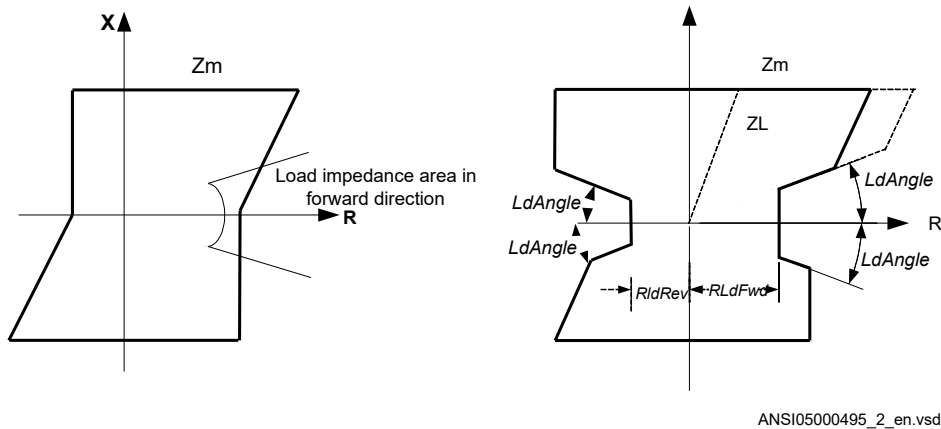 X
Zm
Load impedance area in
forward direction
R
Zm
ZL
LdAngle
LdAngle
LdAngle
R
LdAngle
RldRev
RLdFwd
ANSI05000495_2_en.vsd